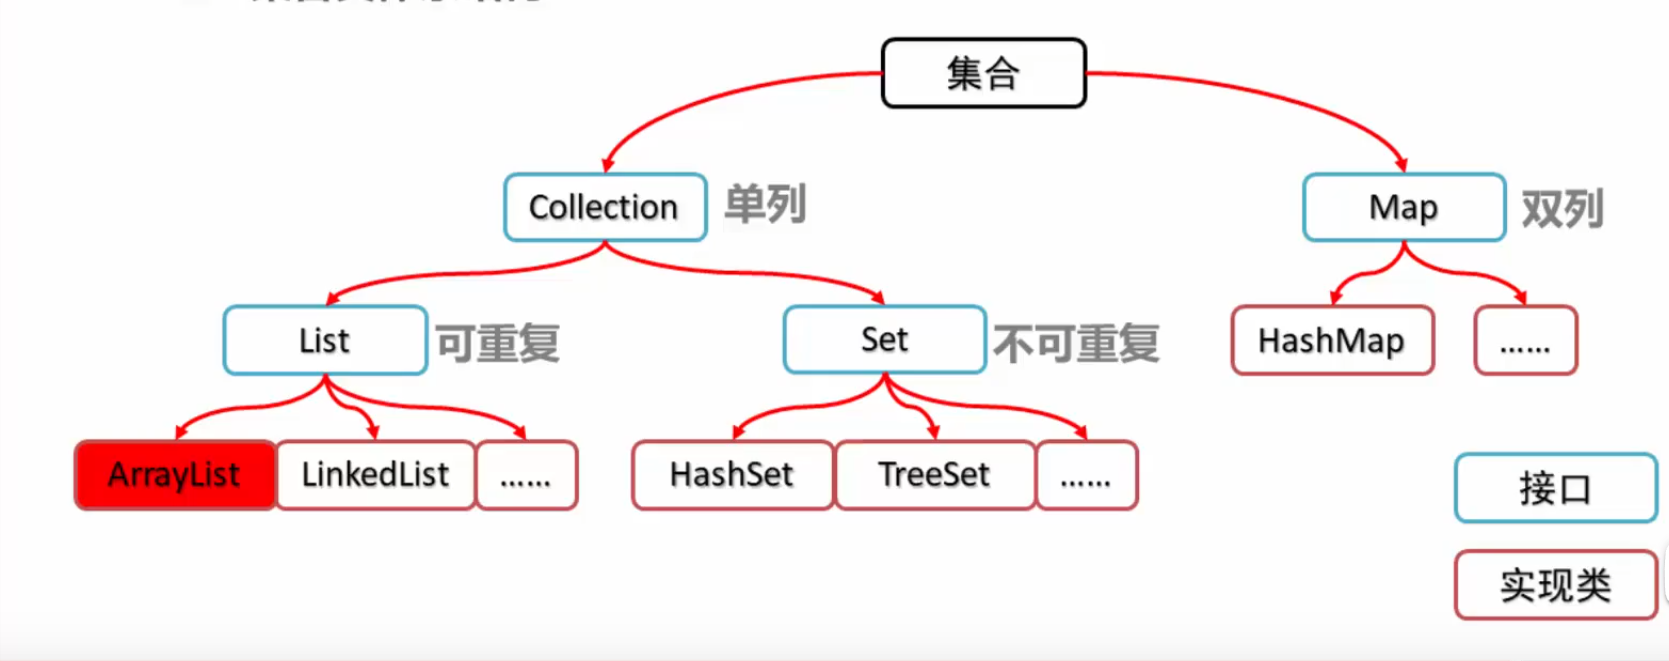 集合
Collection 单列
Map 双列
List 可重复
Set 不可重复
HashMap
......
ArrayList
LinkedList
......
HashSet
TreeSet
......
接口
实现类